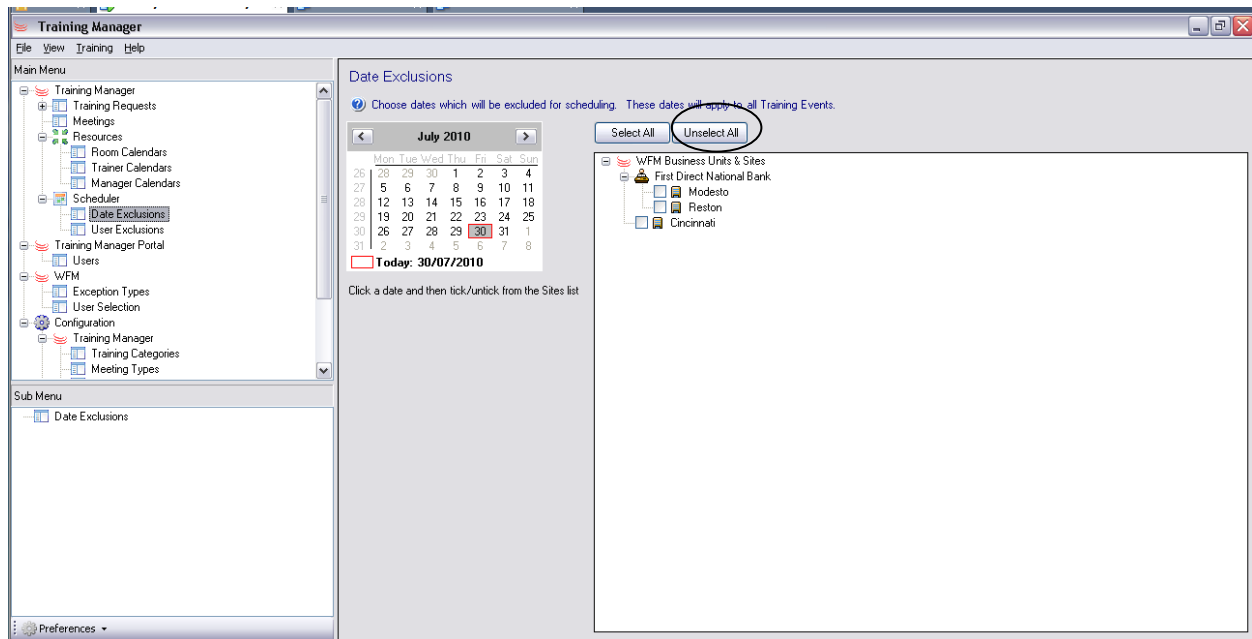 Training Manager
File View Training Help
Main Menu
Training Manager
Training Requests
Meetings
Resources
Room Calendars
Trainer Calendars
Manager Calendars
Scheduler
Date Exclusions
User Exclusions
Training Manager Portal
Users
WFM
Exception Types
User Selection
Configuration
Training Manager
Training Categories
Meeting Types
Sub Menu
Date Exclusions
Preferences
Date Exclusions
Choose dates which will be excluded for scheduling. These dates will apply to all Training Events.
July 2010
Mon Tue Wed Thu Fri Sat Sun
26 28 29 30 1 2 3 4
27 5 6 7 8 9 10 11
28 12 13 14 15 16 17 18
29 19 20 21 22 23 24 25
30 26 27 28 29 30 31 1
31 2 3 4 5 6 7 8
Today: 30/07/2010
Click a date and then tick/untick from the Sites list
Select All Unselect All
WFM Business Units & Sites
First Direct National Bank
Modesto
Reston
Cincinnati